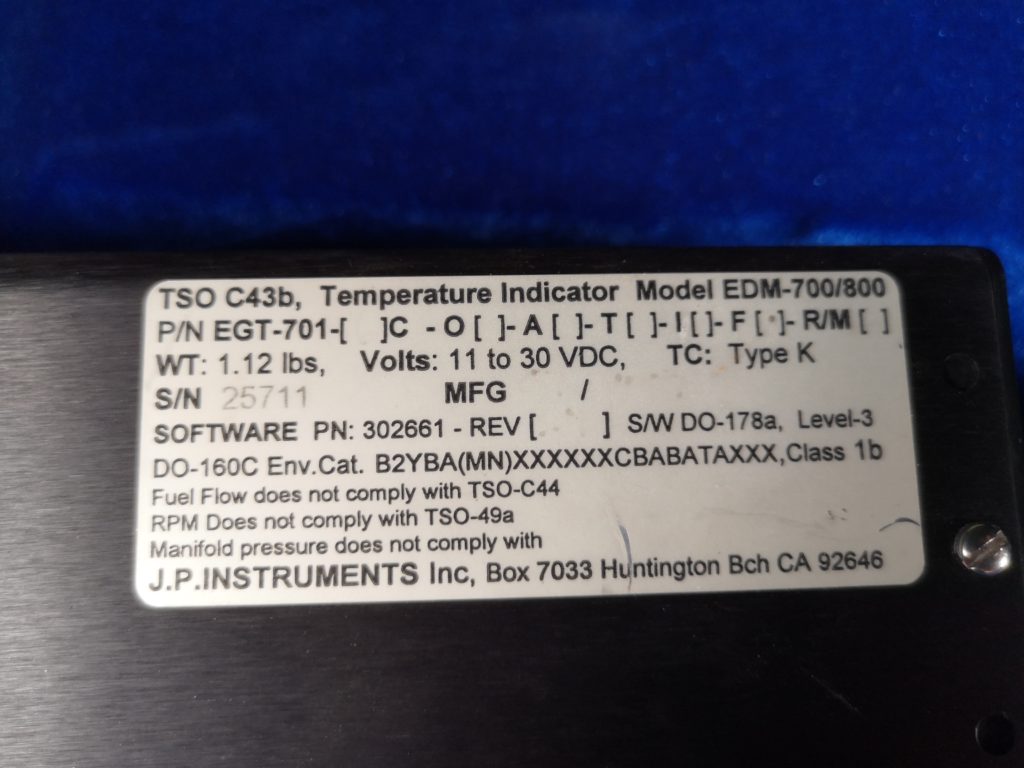 TSO C43b, Temperature Indicator Model EDM-700/800
P/N EGT-701-[ ]C - O [ ]- A [ ]- T [ ]- I [ ]- F [ ]- R/M [ ]
WT: 1.12 lbs, Volts: 11 to 30 VDC, TC: Type K
S/N 25711 MFG /
SOFTWARE PN: 302661 - REV [ ] S/W DO-178a, Level-3
DO-160C Env.Cat. B2YBA(MN)XXXXXXCBABATAXXX,Class 1b
Fuel Flow does not comply with TSO-C44
RPM Does not comply with TSO-49a
Manifold pressure does not comply with
J.P.INSTRUMENTS Inc, Box 7033 Huntington Bch CA 92646